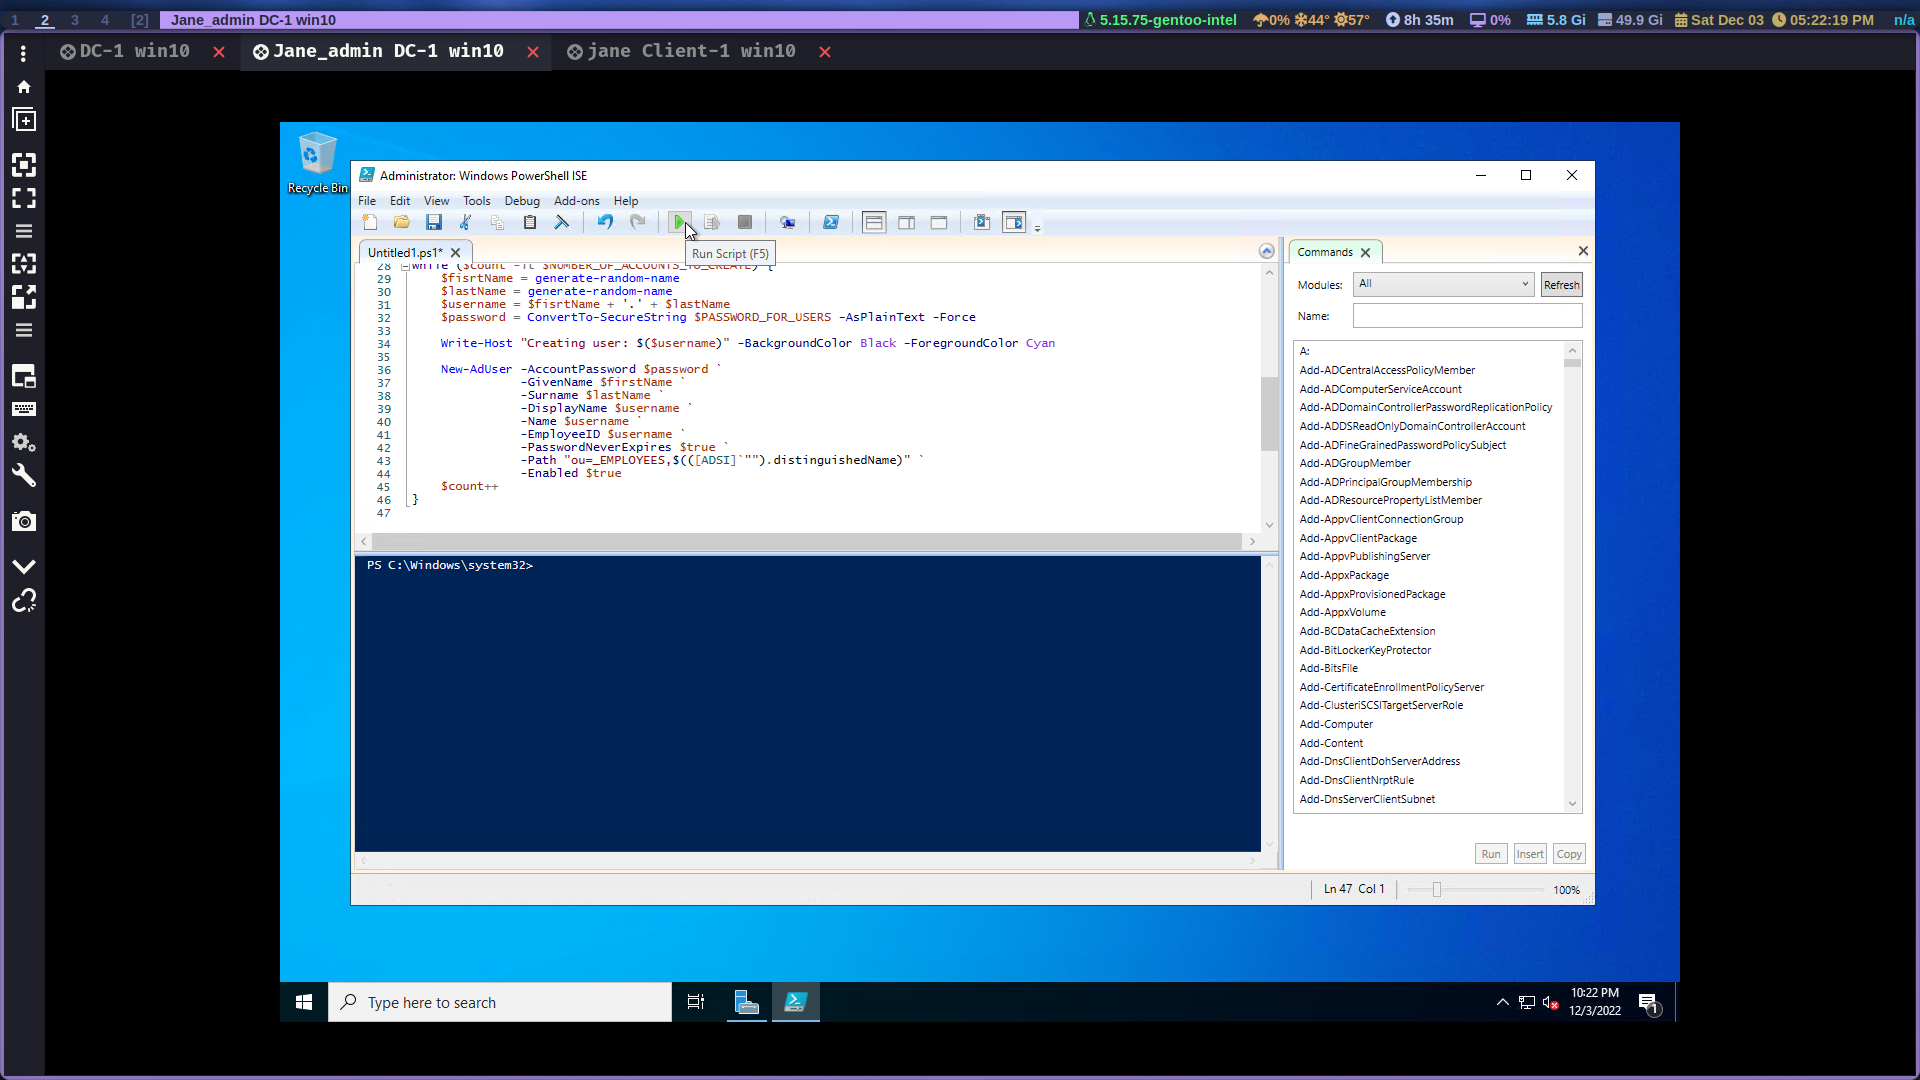 1 2 3 4 [2] Jane_admin DC-1 win10 5.15.75-gentoo-intel 0% 44° 57° 8h 35m 0% 5.8 Gi 49.9 Gi Sat Dec 03 05:22:19 PM n/a
DC-1 win10 Jane_admin DC-1 win10 jane Client-1 win10
Recycle Bin
Administrator: Windows PowerShell ISE
File Edit View Tools Debug Add-ons Help
Untitled1.ps1* Run Script (F5)
28 while ($count -lt $NUMBER_OF_ACCOUNTS_TO_CREATE) {
29 $fisrtName = generate-random-name
30 $lastName = generate-random-name
31 $username = $fisrtName + '.' + $lastName
32 $password = ConvertTo-SecureString $PASSWORD_FOR_USERS -AsPlainText -Force
33
34 Write-Host "Creating user: $($username)" -BackgroundColor Black -ForegroundColor Cyan
35
36 New-AdUser -AccountPassword $password `
37 -GivenName $firstName `
38 -Surname $lastName `
39 -DisplayName $username `
40 -Name $username `
41 -EmployeeID $username `
42 -PasswordNeverExpires $true `
43 -Path "ou=_EMPLOYEES,$(([ADSI]`"").distinguishedName)" `
44 -Enabled $true
45 $count++
46 }
47
PS C:\Windows\system32>
Commands
Modules: All Refresh
Name:
A:
Add-ADCentralAccessPolicyMember
Add-ADComputerServiceAccount
Add-ADDomainControllerPasswordReplicationPolicy
Add-ADDSReadOnlyDomainControllerAccount
Add-ADFineGrainedPasswordPolicySubject
Add-ADGroupMember
Add-ADPrincipalGroupMembership
Add-ADResourcePropertyListMember
Add-AppvClientConnectionGroup
Add-AppvClientPackage
Add-AppvPublishingServer
Add-AppxPackage
Add-AppxProvisionedPackage
Add-AppxVolume
Add-BCDataCacheExtension
Add-BitLockerKeyProtector
Add-BitsFile
Add-CertificateEnrollmentPolicyServer
Add-ClusteriSCSITargetServerRole
Add-Computer
Add-Content
Add-DnsClientDohServerAddress
Add-DnsClientNrptRule
Add-DnsServerClientSubnet
Run Insert Copy
Ln 47 Col 1 100%
Type here to search
10:22 PM
12/3/2022
1